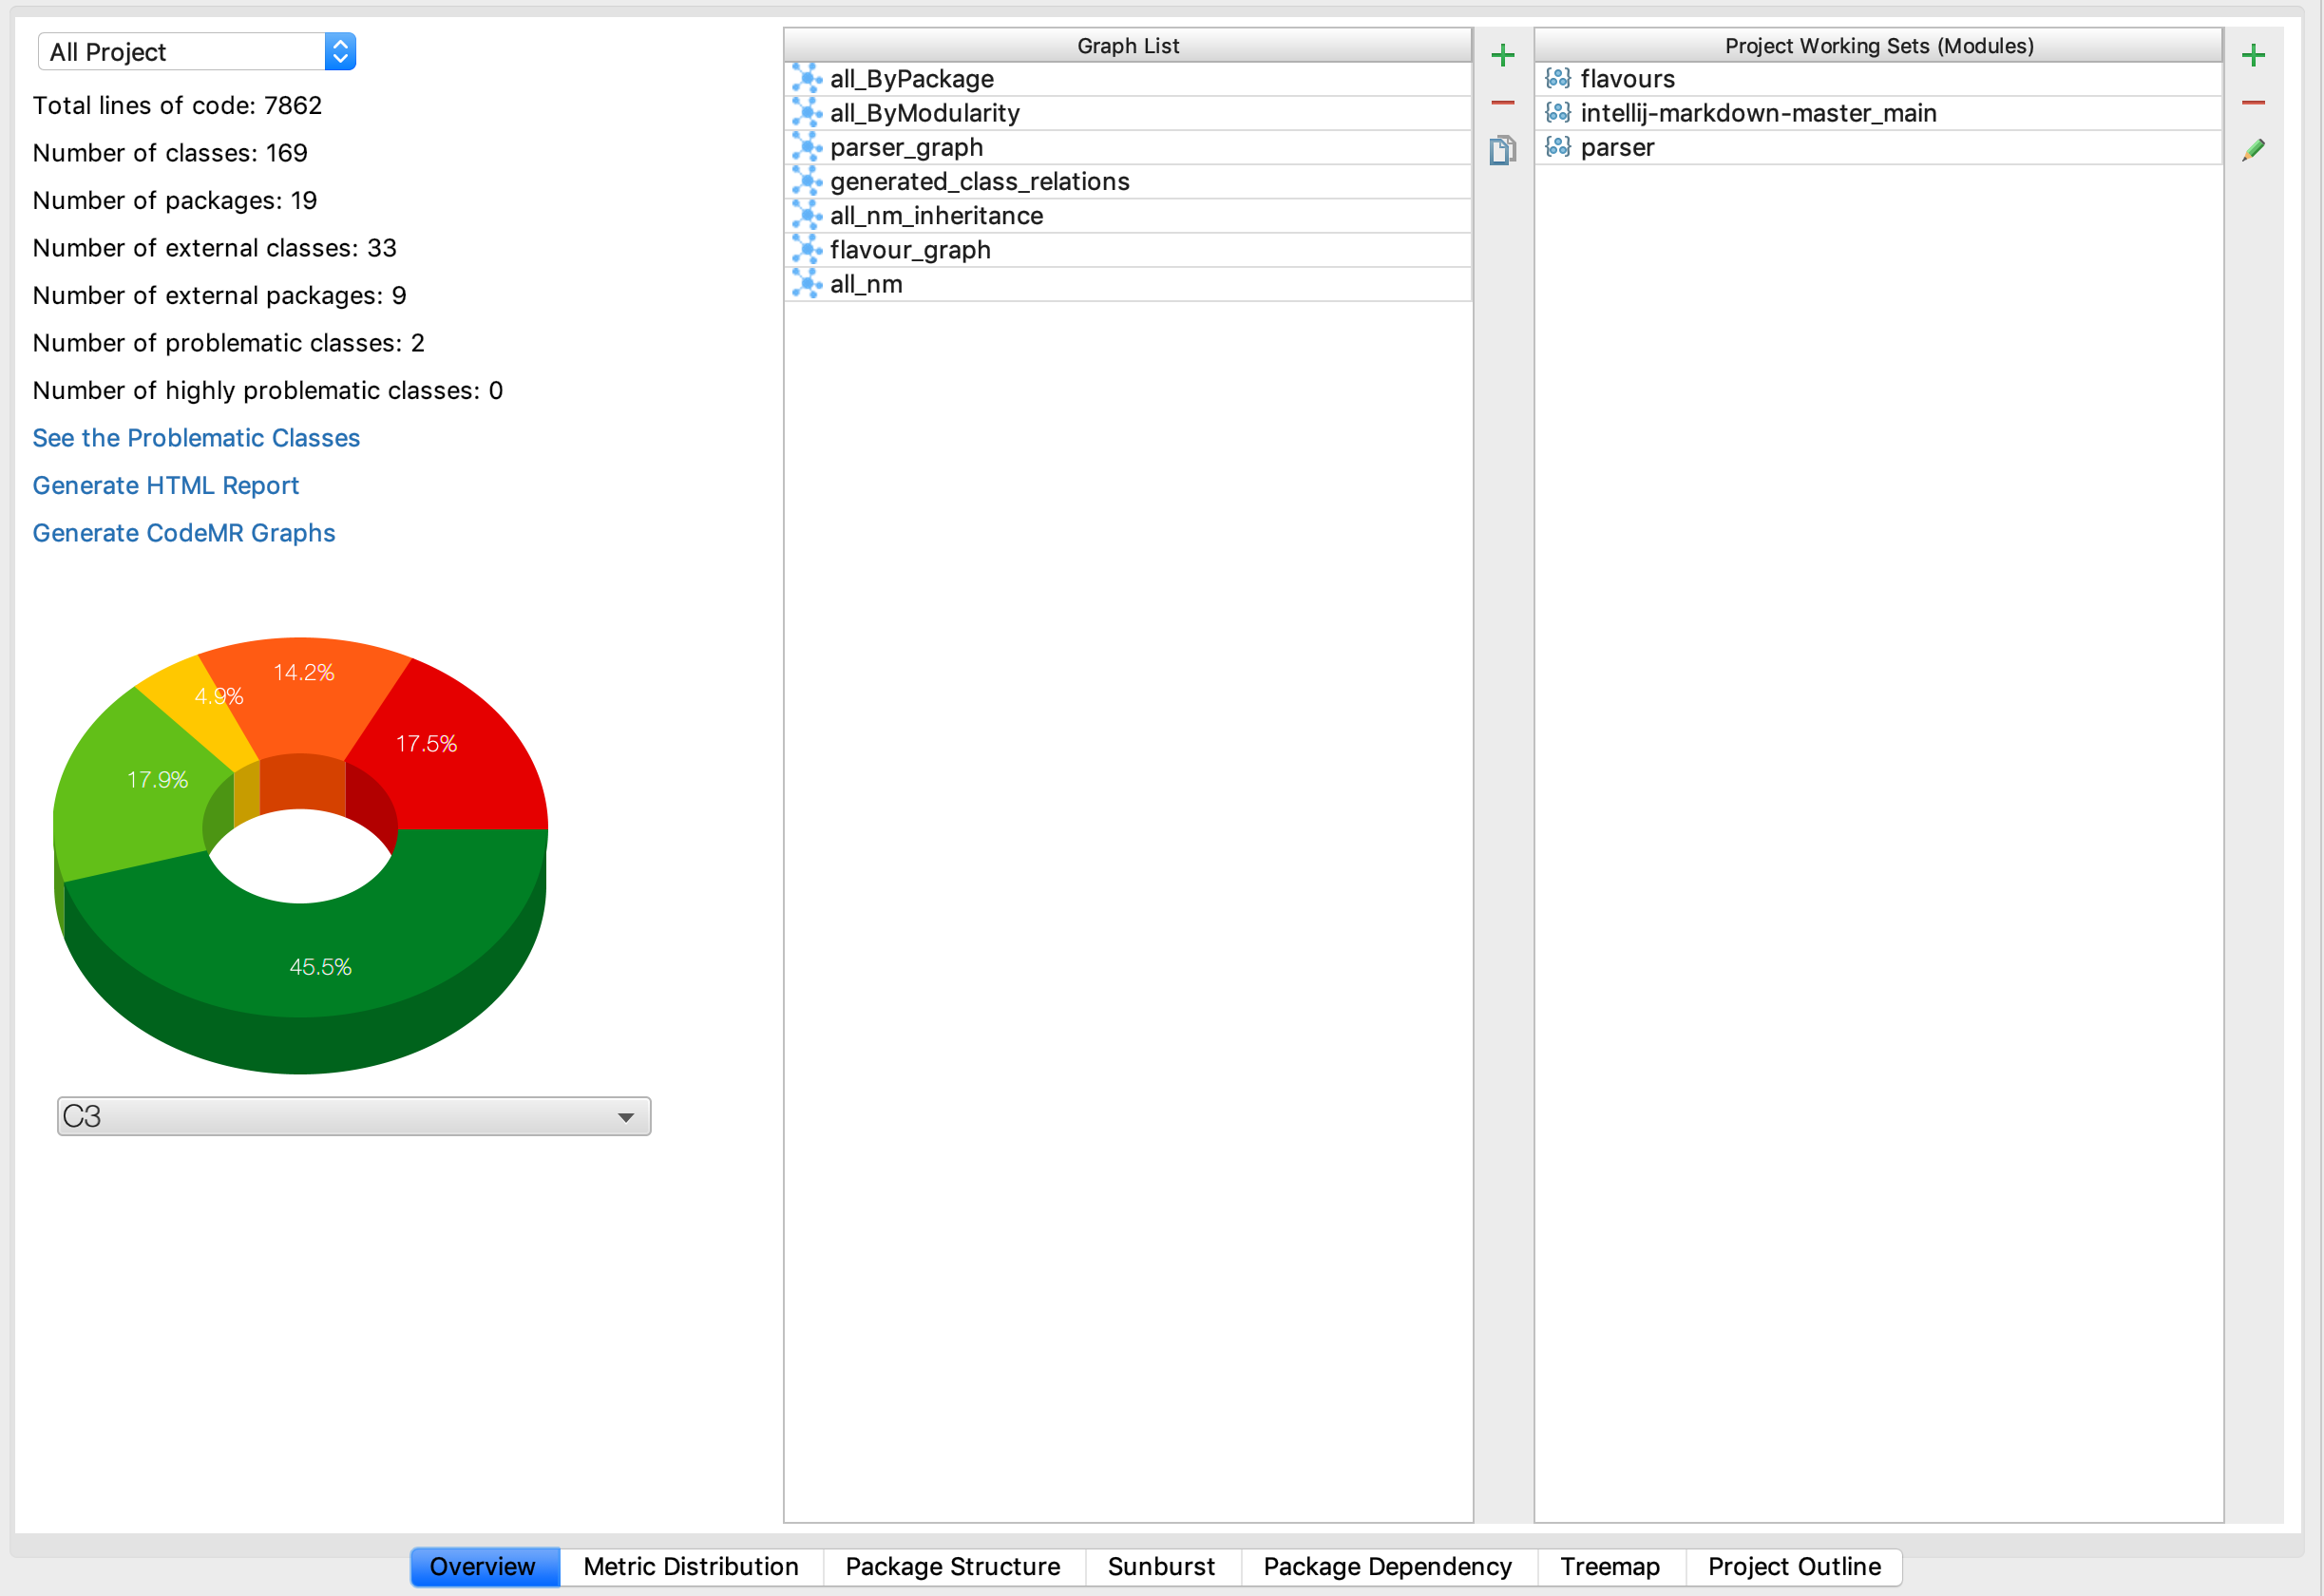 All Project
Total lines of code: 7862
Number of classes: 169
Number of packages: 19
Number of external classes: 33
Number of external packages: 9
Number of problematic classes: 2
Number of highly problematic classes: 0
See the Problematic Classes
Generate HTML Report
Generate CodeMR Graphs
14.2%
4.9%
17.5%
17.9%
45.5%
C3
Graph List
all_ByPackage
all_ByModularity
parser_graph
generated_class_relations
all_nm_inheritance
flavour_graph
all_nm
Project Working Sets (Modules)
flavours
intellij-markdown-master_main
parser
Overview Metric Distribution Package Structure Sunburst Package Dependency Treemap Project Outline